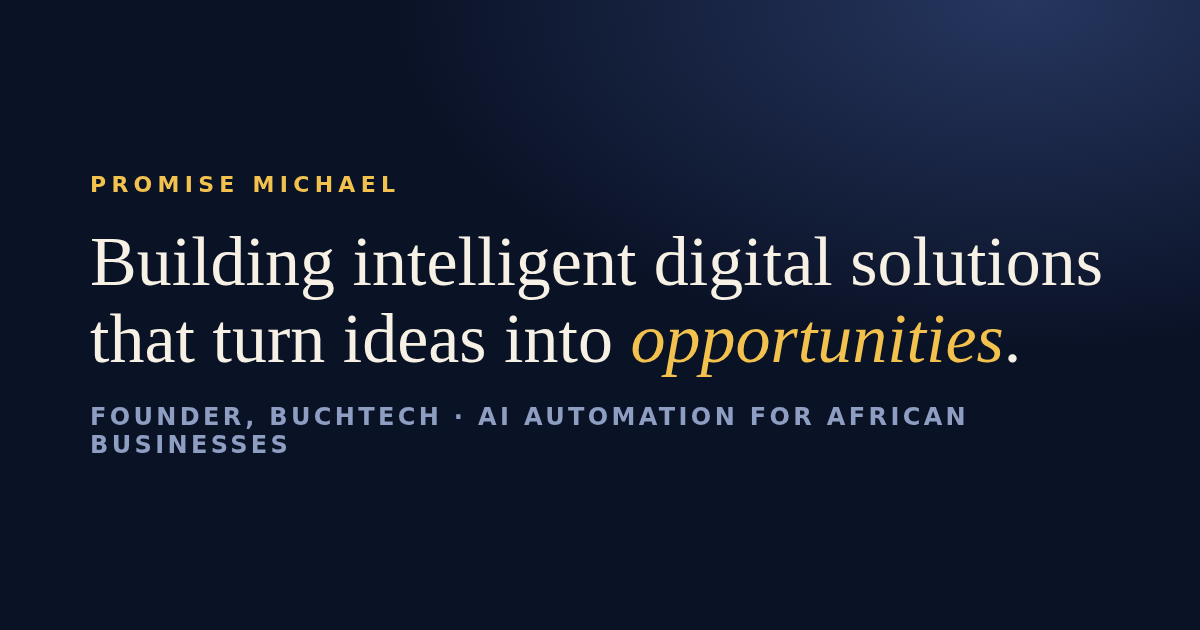 PROMISE MICHAEL
Building intelligent digital solutions
that turn ideas into opportunities.
FOUNDER, BUCHTECH · AI AUTOMATION FOR AFRICAN
BUSINESSES